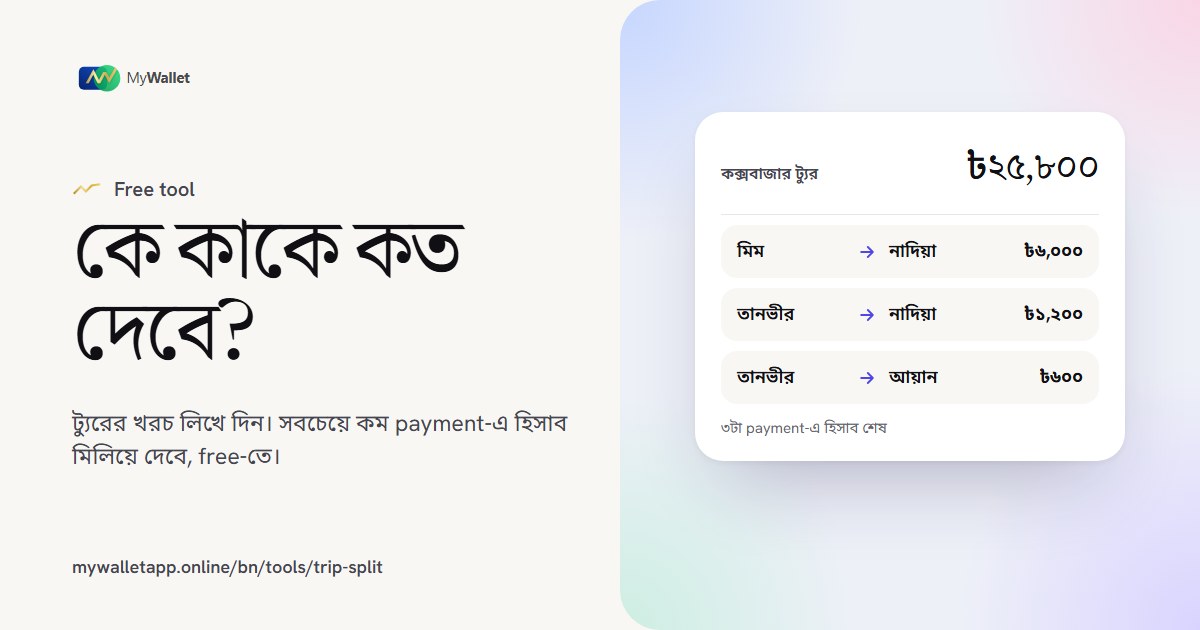 MyWallet
Free tool
কে কাকে কত
দেবে?
ট্যুরের খরচ লিখে দিন। সবচেয়ে কম payment-এ হিসাব
মিলিয়ে দেবে, free-তে।
mywalletapp.online/bn/tools/trip-split
কক্সবাজার ট্যুর ৳২৫,৮০০
মিম → নাদিয়া ৳৬,০০০
তানভীর → নাদিয়া ৳১,২০০
তানভীর → আয়ান ৳৬০০
৩টা payment-এ হিসাব শেষ